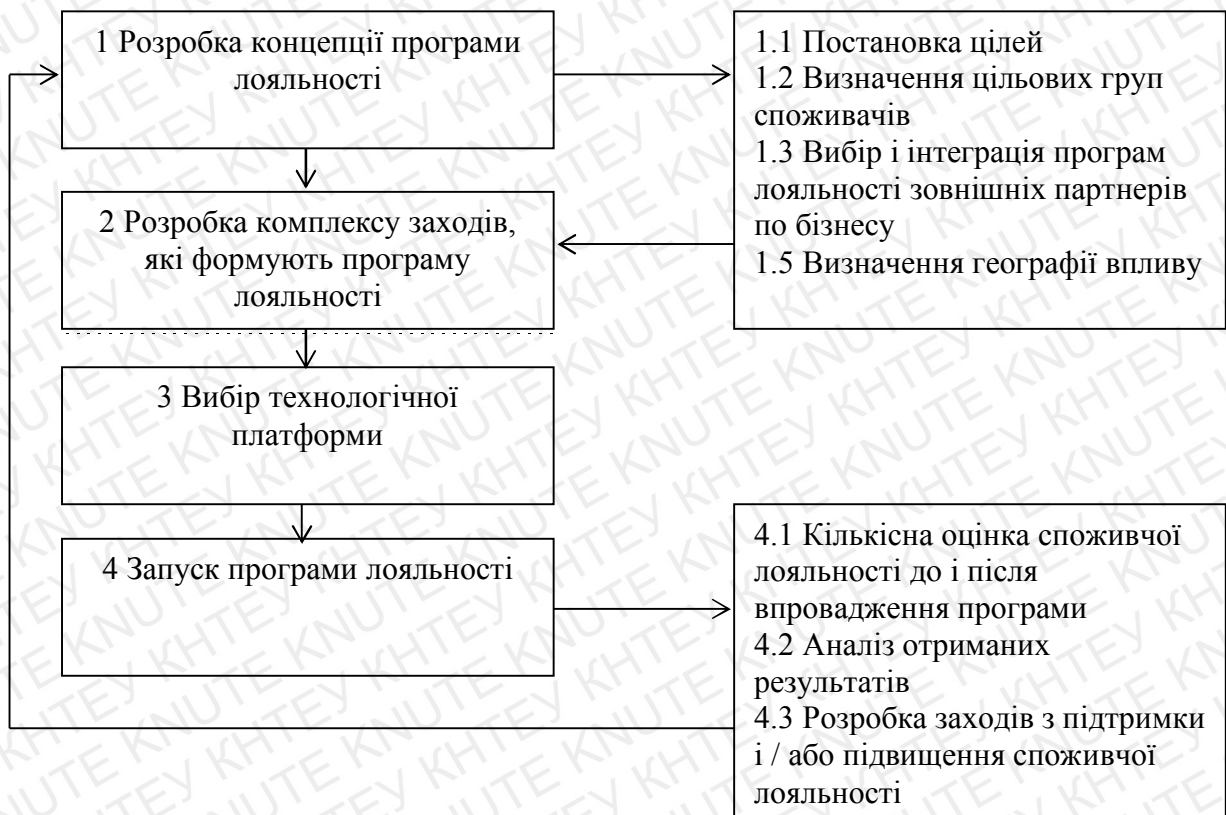 1 Розробка концепції програми
лояльності
1.1 Постановка цілей
1.2 Визначення цільових груп
споживачів
1.3 Вибір і інтеграція програм
лояльності зовнішніх партнерів
по бізнесу
1.5 Визначення географії впливу
2 Розробка комплексу заходів,
які формують програму
лояльності
3 Вибір технологічної
платформи
4 Запуск програми лояльності
4.1 Кількісна оцінка споживчої
лояльності до і після
впровадження програми
4.2 Аналіз отриманих
результатів
4.3 Розробка заходів з підтримки
і / або підвищення споживчої
лояльності